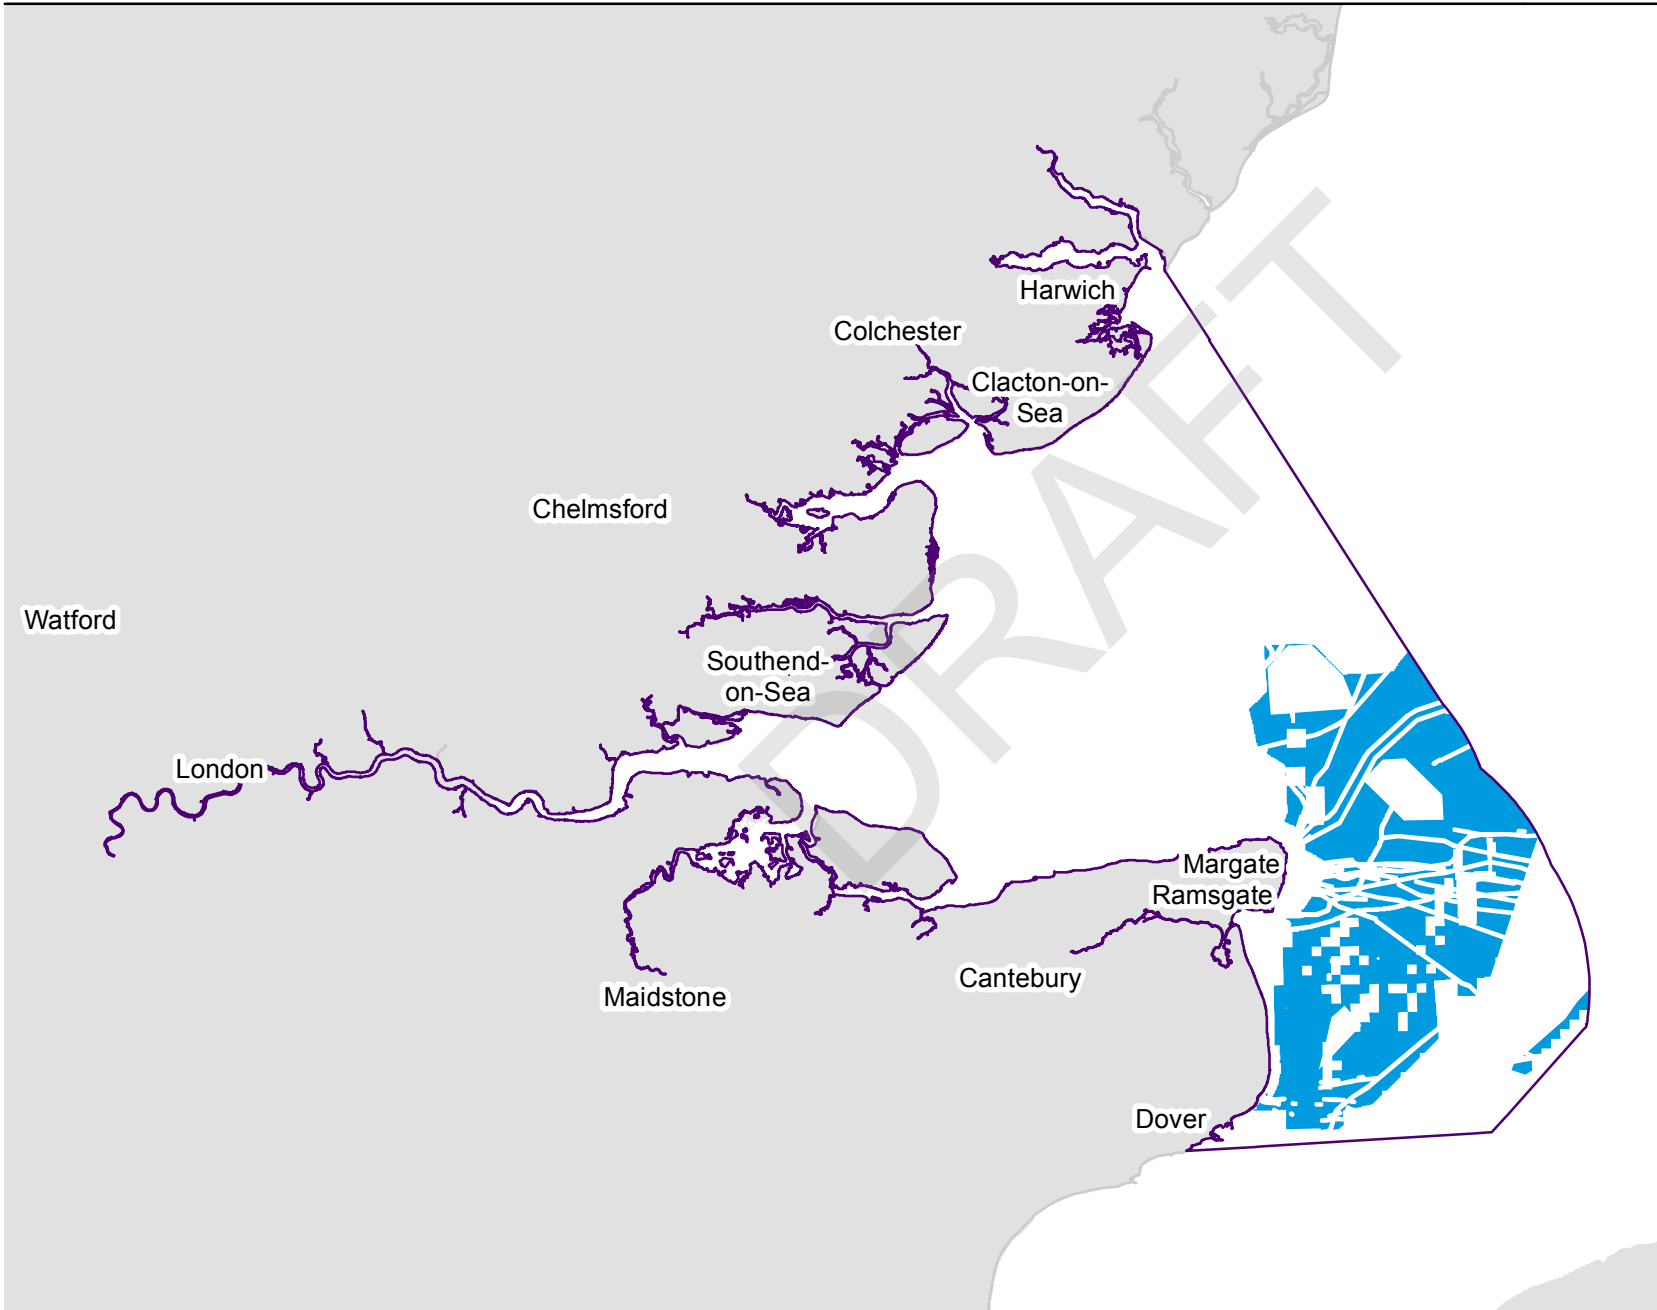 Harwich
Colchester
Clacton-on-
Sea
Chelmsford
Watford
Southend-
on-Sea
London
Margate
Ramsgate
Cantebury
Maidstone
Dover
DRAFT